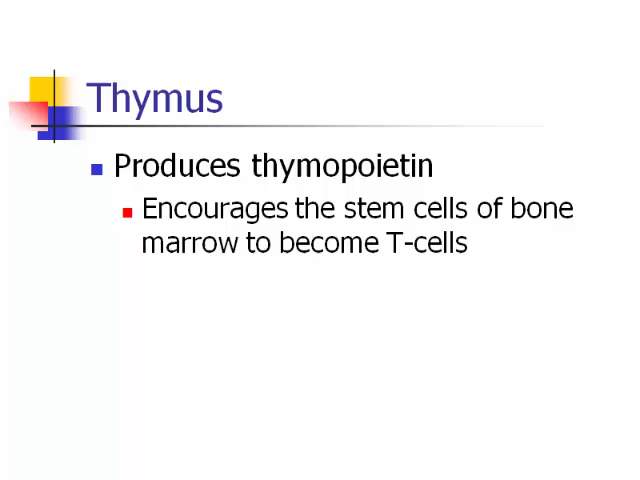 Thymus
Produces thymopoietin
Encourages the stem cells of bone
marrow to become T-cells